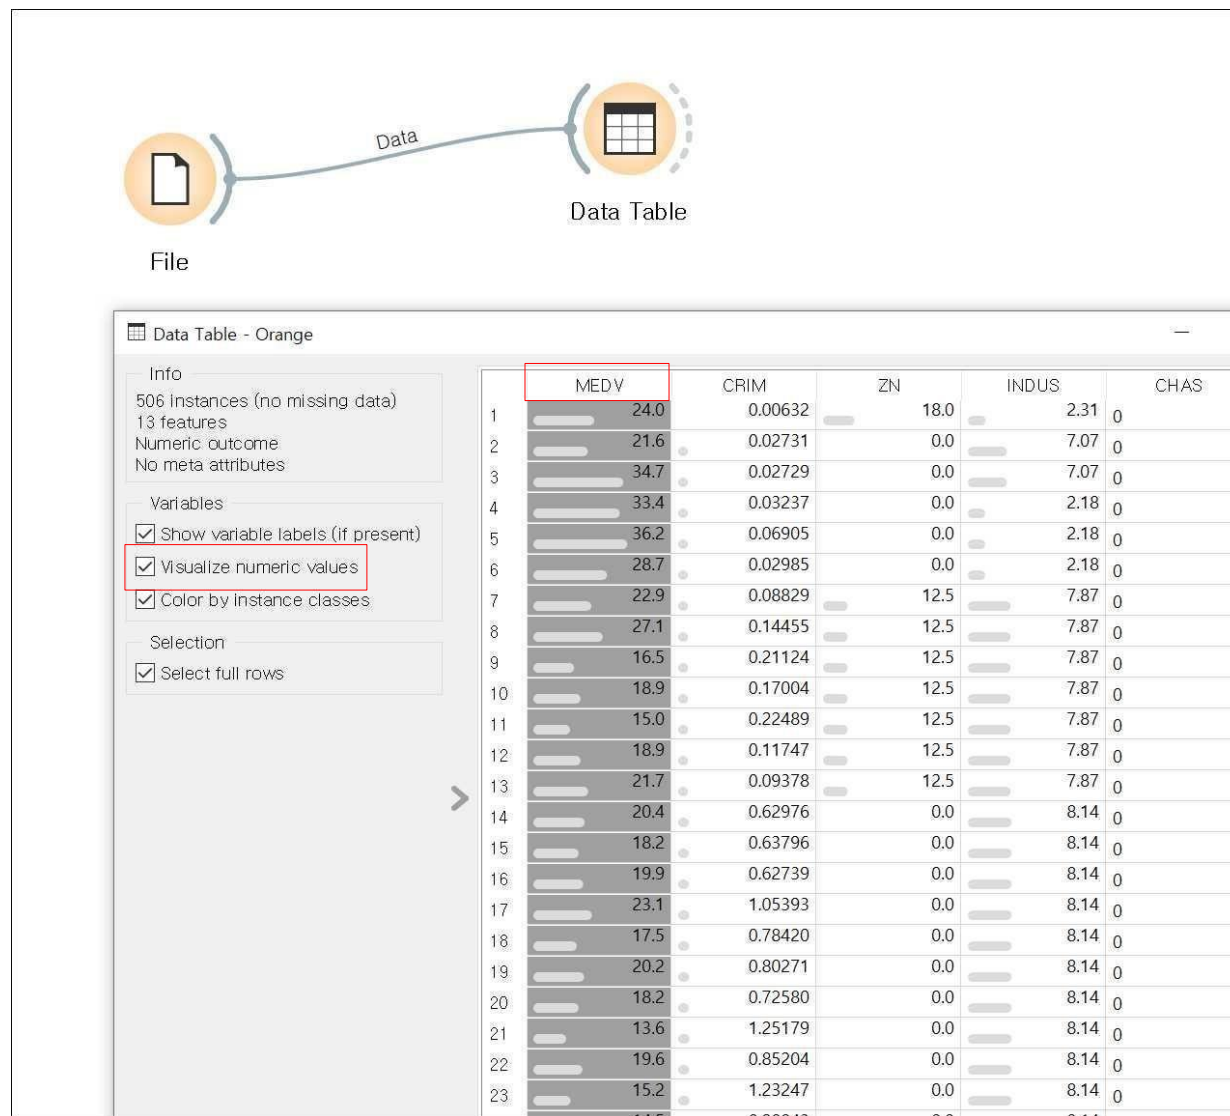 Data
Data Table
File
Data Table - Orange
Info
506 instances (no missing data)
13 features
Numeric outcome
No meta attributes
Variables
Show variable labels (if present)
Visualize numeric values
Color by instance classes
Selection
Select full rows
MEDV CRIM ZN INDUS CHAS
1 24.0 0.00632 18.0 2.31 0
2 21.6 0.02731 0.0 7.07 0
3 34.7 0.02729 0.0 7.07 0
4 33.4 0.03237 0.0 2.18 0
5 36.2 0.06905 0.0 2.18 0
6 28.7 0.02985 0.0 2.18 0
7 22.9 0.08829 12.5 7.87 0
8 27.1 0.14455 12.5 7.87 0
9 16.5 0.21124 12.5 7.87 0
10 18.9 0.17004 12.5 7.87 0
11 15.0 0.22489 12.5 7.87 0
12 18.9 0.11747 12.5 7.87 0
13 21.7 0.09378 12.5 7.87 0
14 20.4 0.62976 0.0 8.14 0
15 18.2 0.63796 0.0 8.14 0
16 19.9 0.62739 0.0 8.14 0
17 23.1 1.05393 0.0 8.14 0
18 17.5 0.78420 0.0 8.14 0
19 20.2 0.80271 0.0 8.14 0
20 18.2 0.72580 0.0 8.14 0
21 13.6 1.25179 0.0 8.14 0
22 19.6 0.85204 0.0 8.14 0
23 15.2 1.23247 0.0 8.14 0